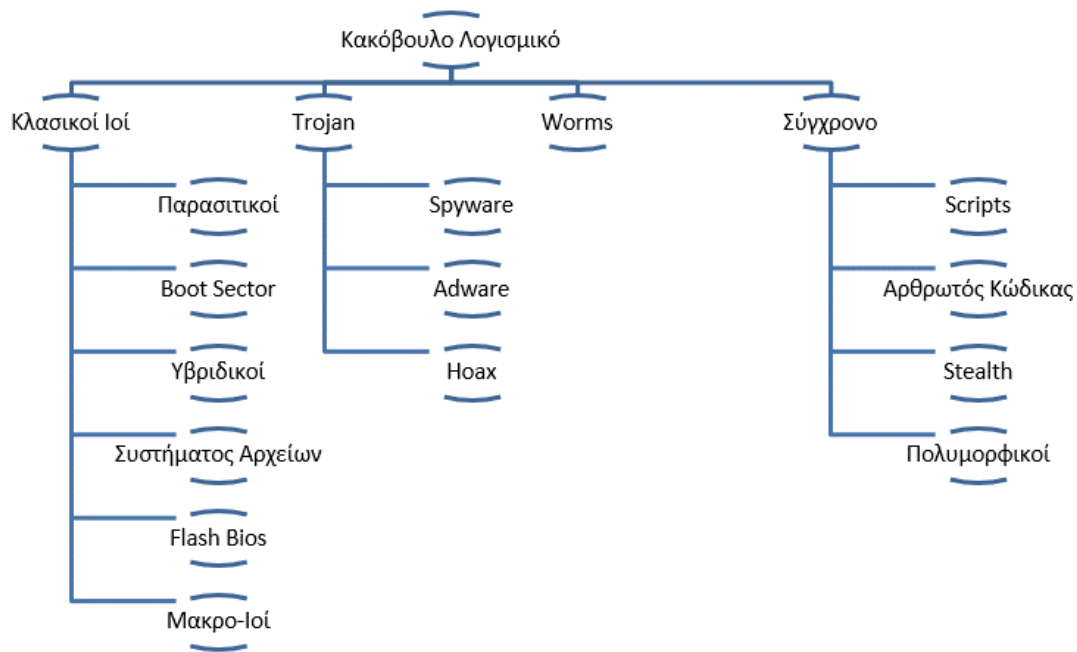 Κακόβουλο Λογισμικό
Κλασικοί Ιοί
Trojan
Worms
Σύγχρονο
Παρασιτικοί
Spyware
Scripts
Boot Sector
Adware
Αρθρωτός Κώδικας
Υβριδικοί
Hoax
Stealth
Συστήματος Αρχείων
Πολυμορφικοί
Flash Bios
Μακρο-Ιοί